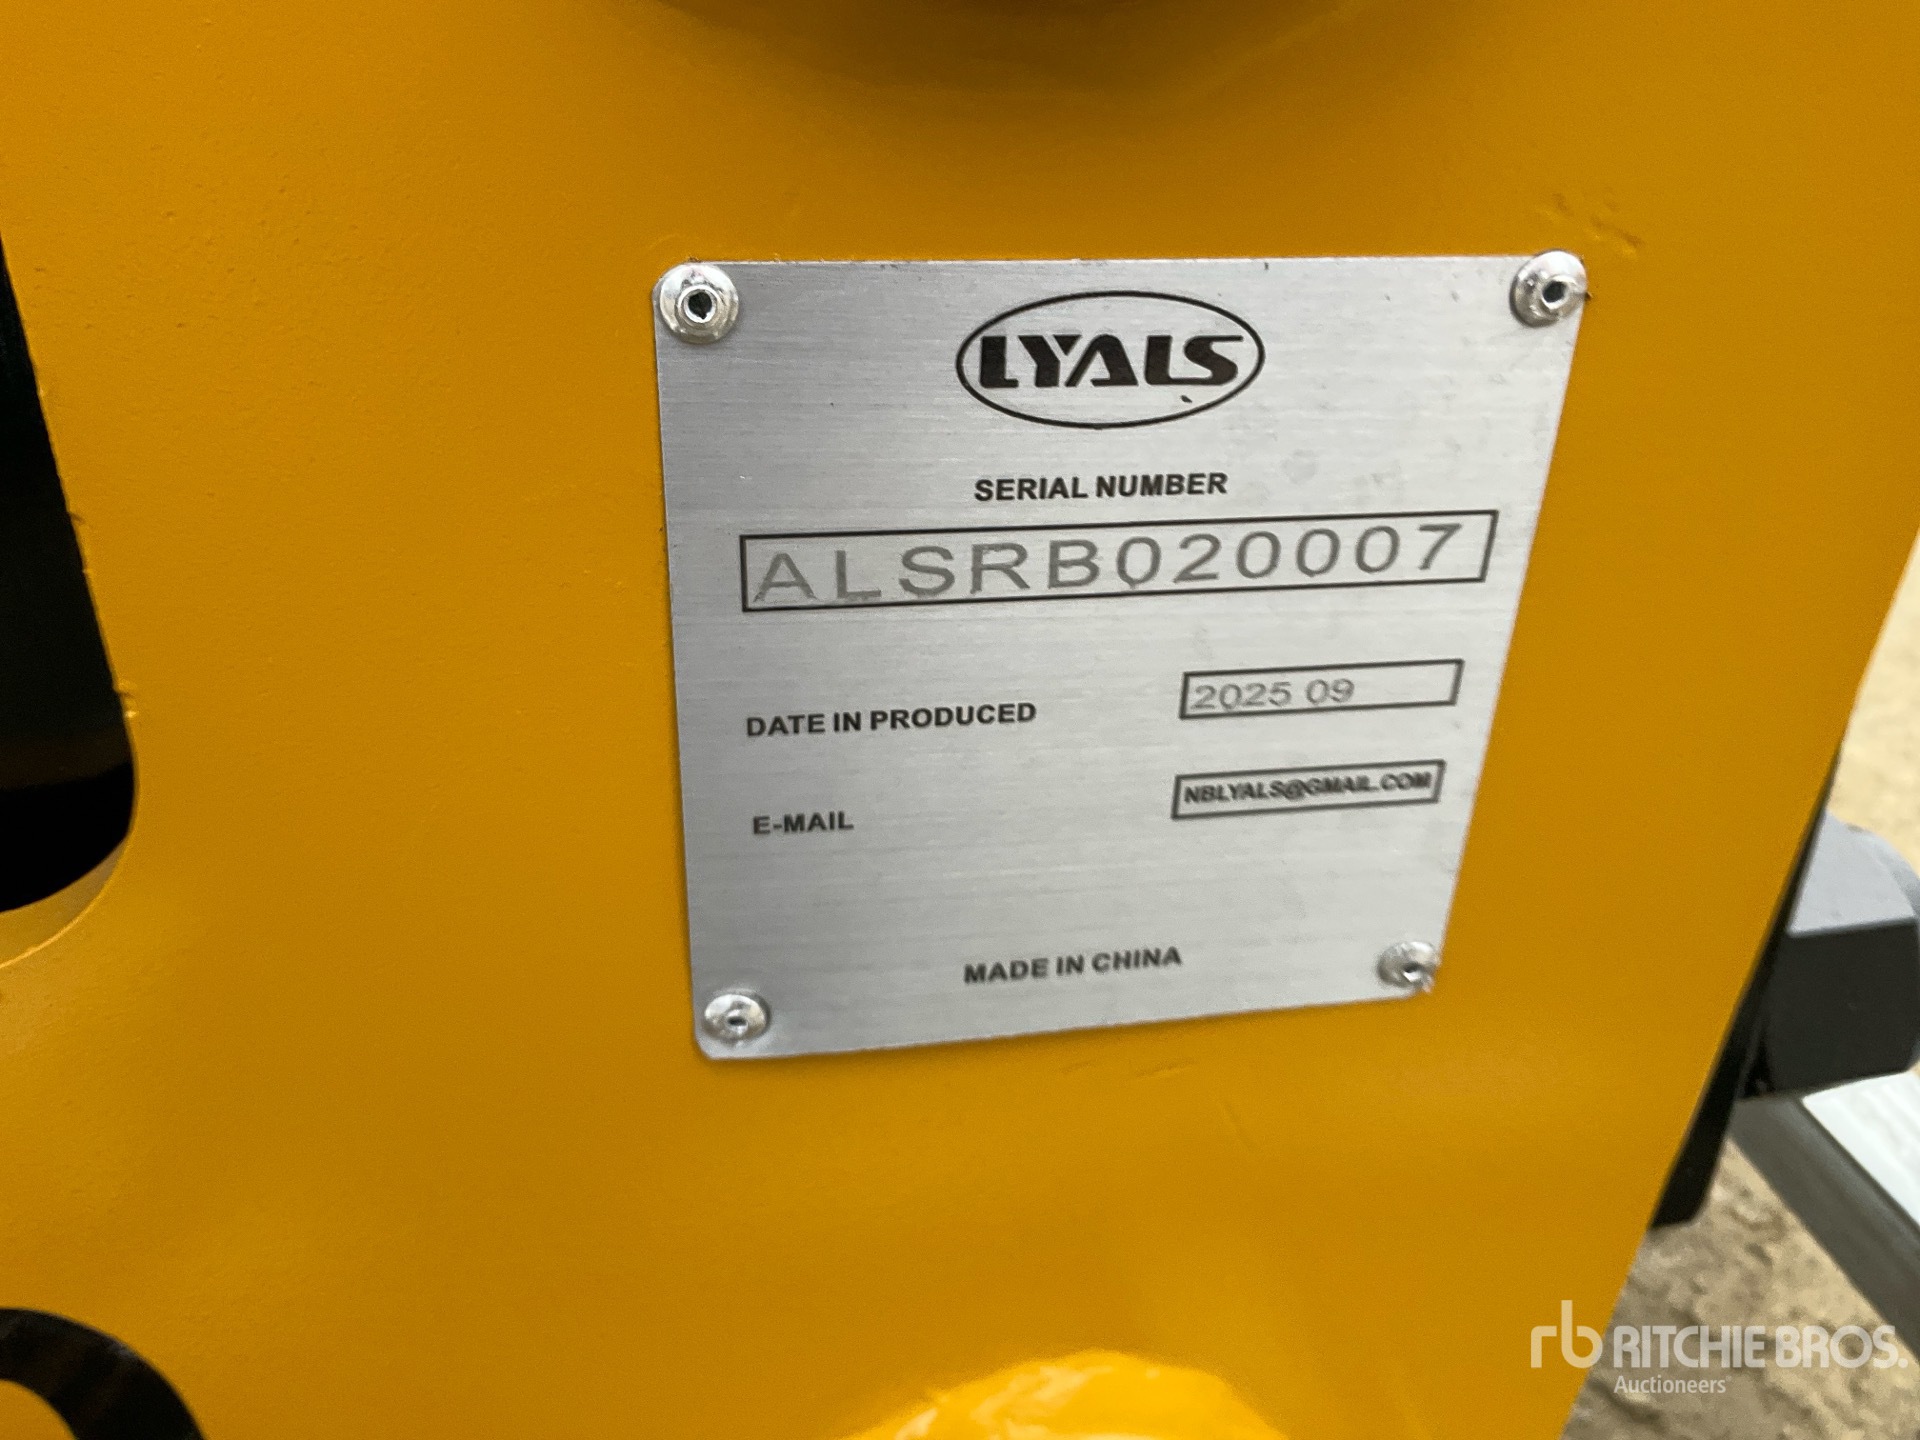 LYALS
SERIAL NUMBER
ALSRB020007
DATE IN PRODUCED
2025 09
E-MAIL
NBLYALS@GMAIL.COM
MADE IN CHINA
rb RITCHIE BROS.
Auctioneers